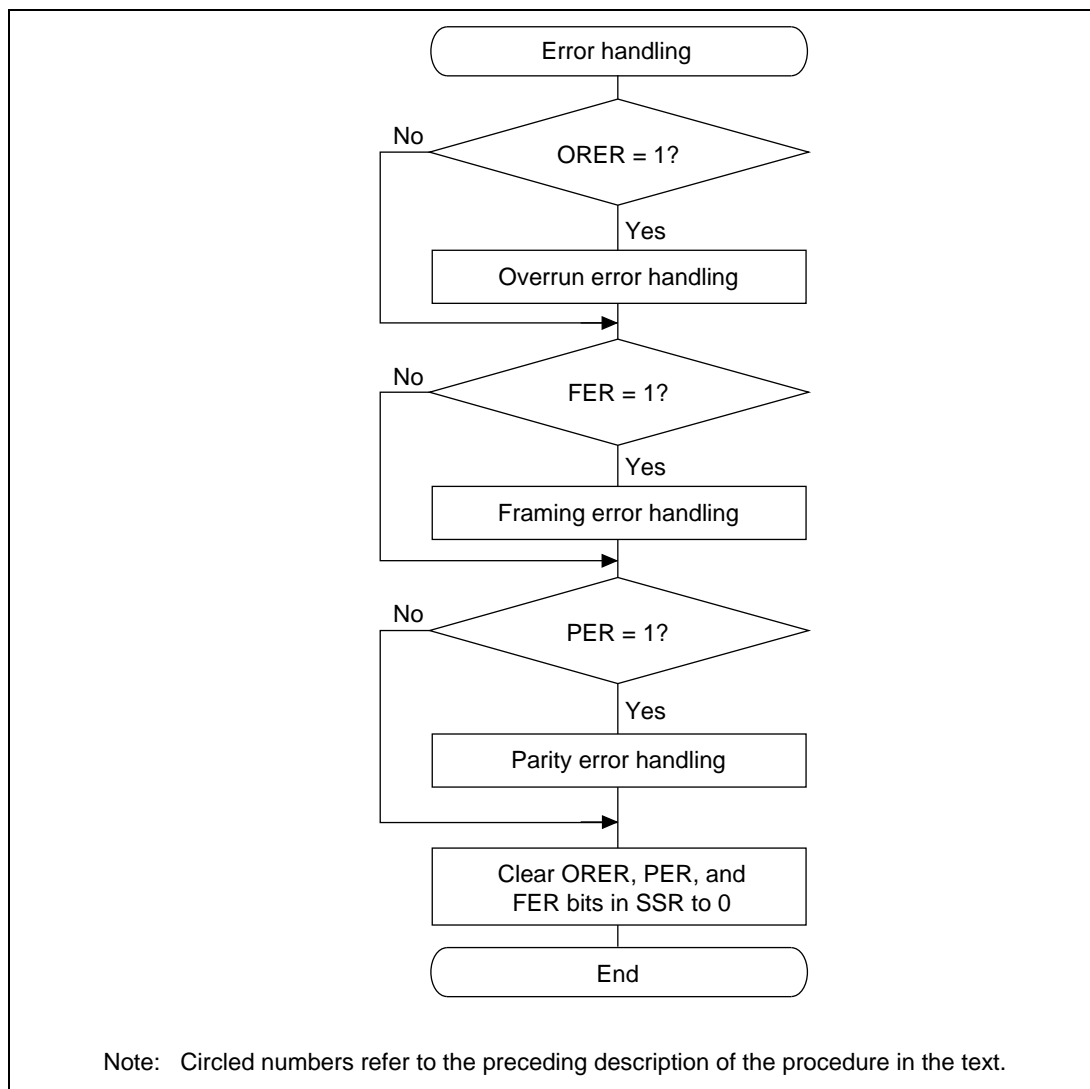 Error handling
No
ORER = 1?
Yes
Overrun error handling
No
FER = 1?
Yes
Framing error handling
No
PER = 1?
Yes
Parity error handling
Clear ORER, PER, and
FER bits in SSR to 0
End
Note: Circled numbers refer to the preceding description of the procedure in the text.